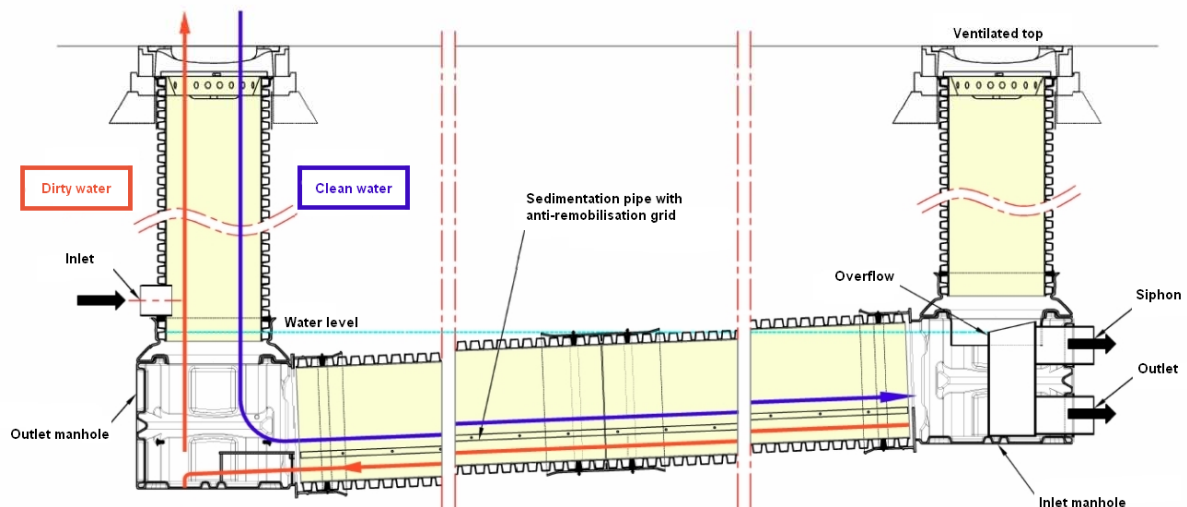 Ventilated top
Dirty water
Clean water
Sedimentation pipe with
anti-remobilisation grid
Inlet
Overflow
Siphon
Water level
Outlet
Outlet manhole
Inlet manhole